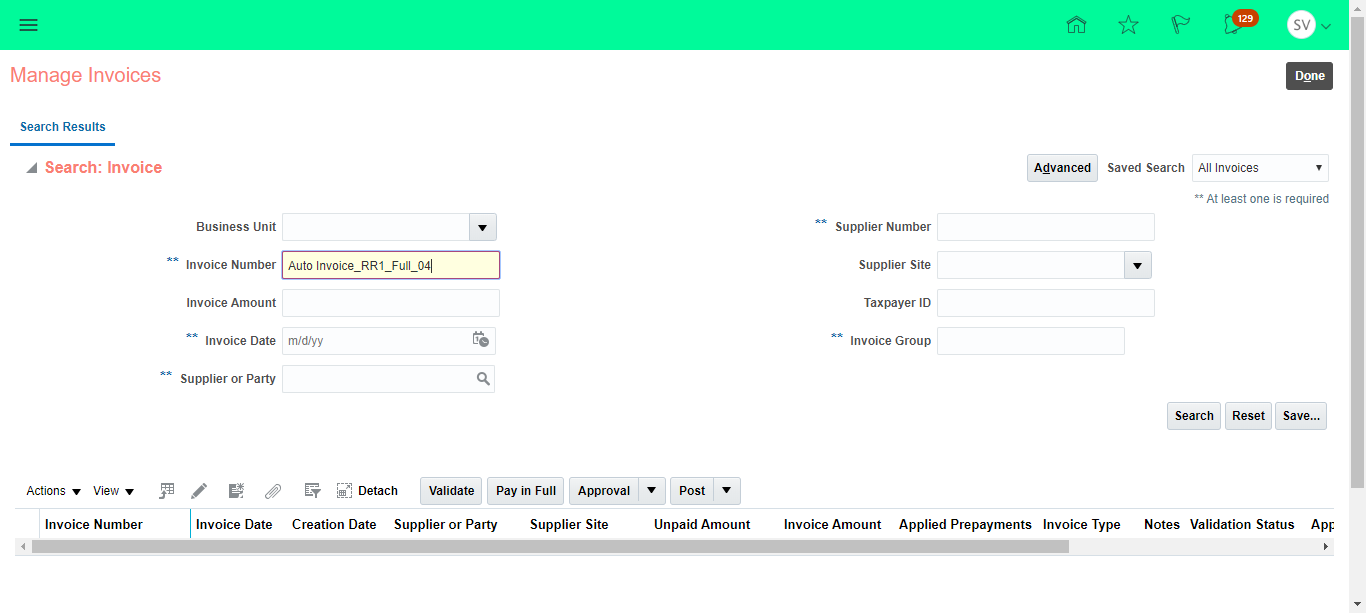 129
SV
Manage Invoices
Done
Search Results
Search: Invoice
Advanced Saved Search All Invoices
** At least one is required
Business Unit
** Invoice Number Auto Invoice_RR1_Full_04
Invoice Amount
** Invoice Date m/d/yy
** Supplier or Party
** Supplier Number
Supplier Site
Taxpayer ID
** Invoice Group
Search Reset Save...
Actions View Detach Validate Pay in Full Approval Post
Invoice Number Invoice Date Creation Date Supplier or Party Supplier Site Unpaid Amount Invoice Amount Applied Prepayments Invoice Type Notes Validation Status App